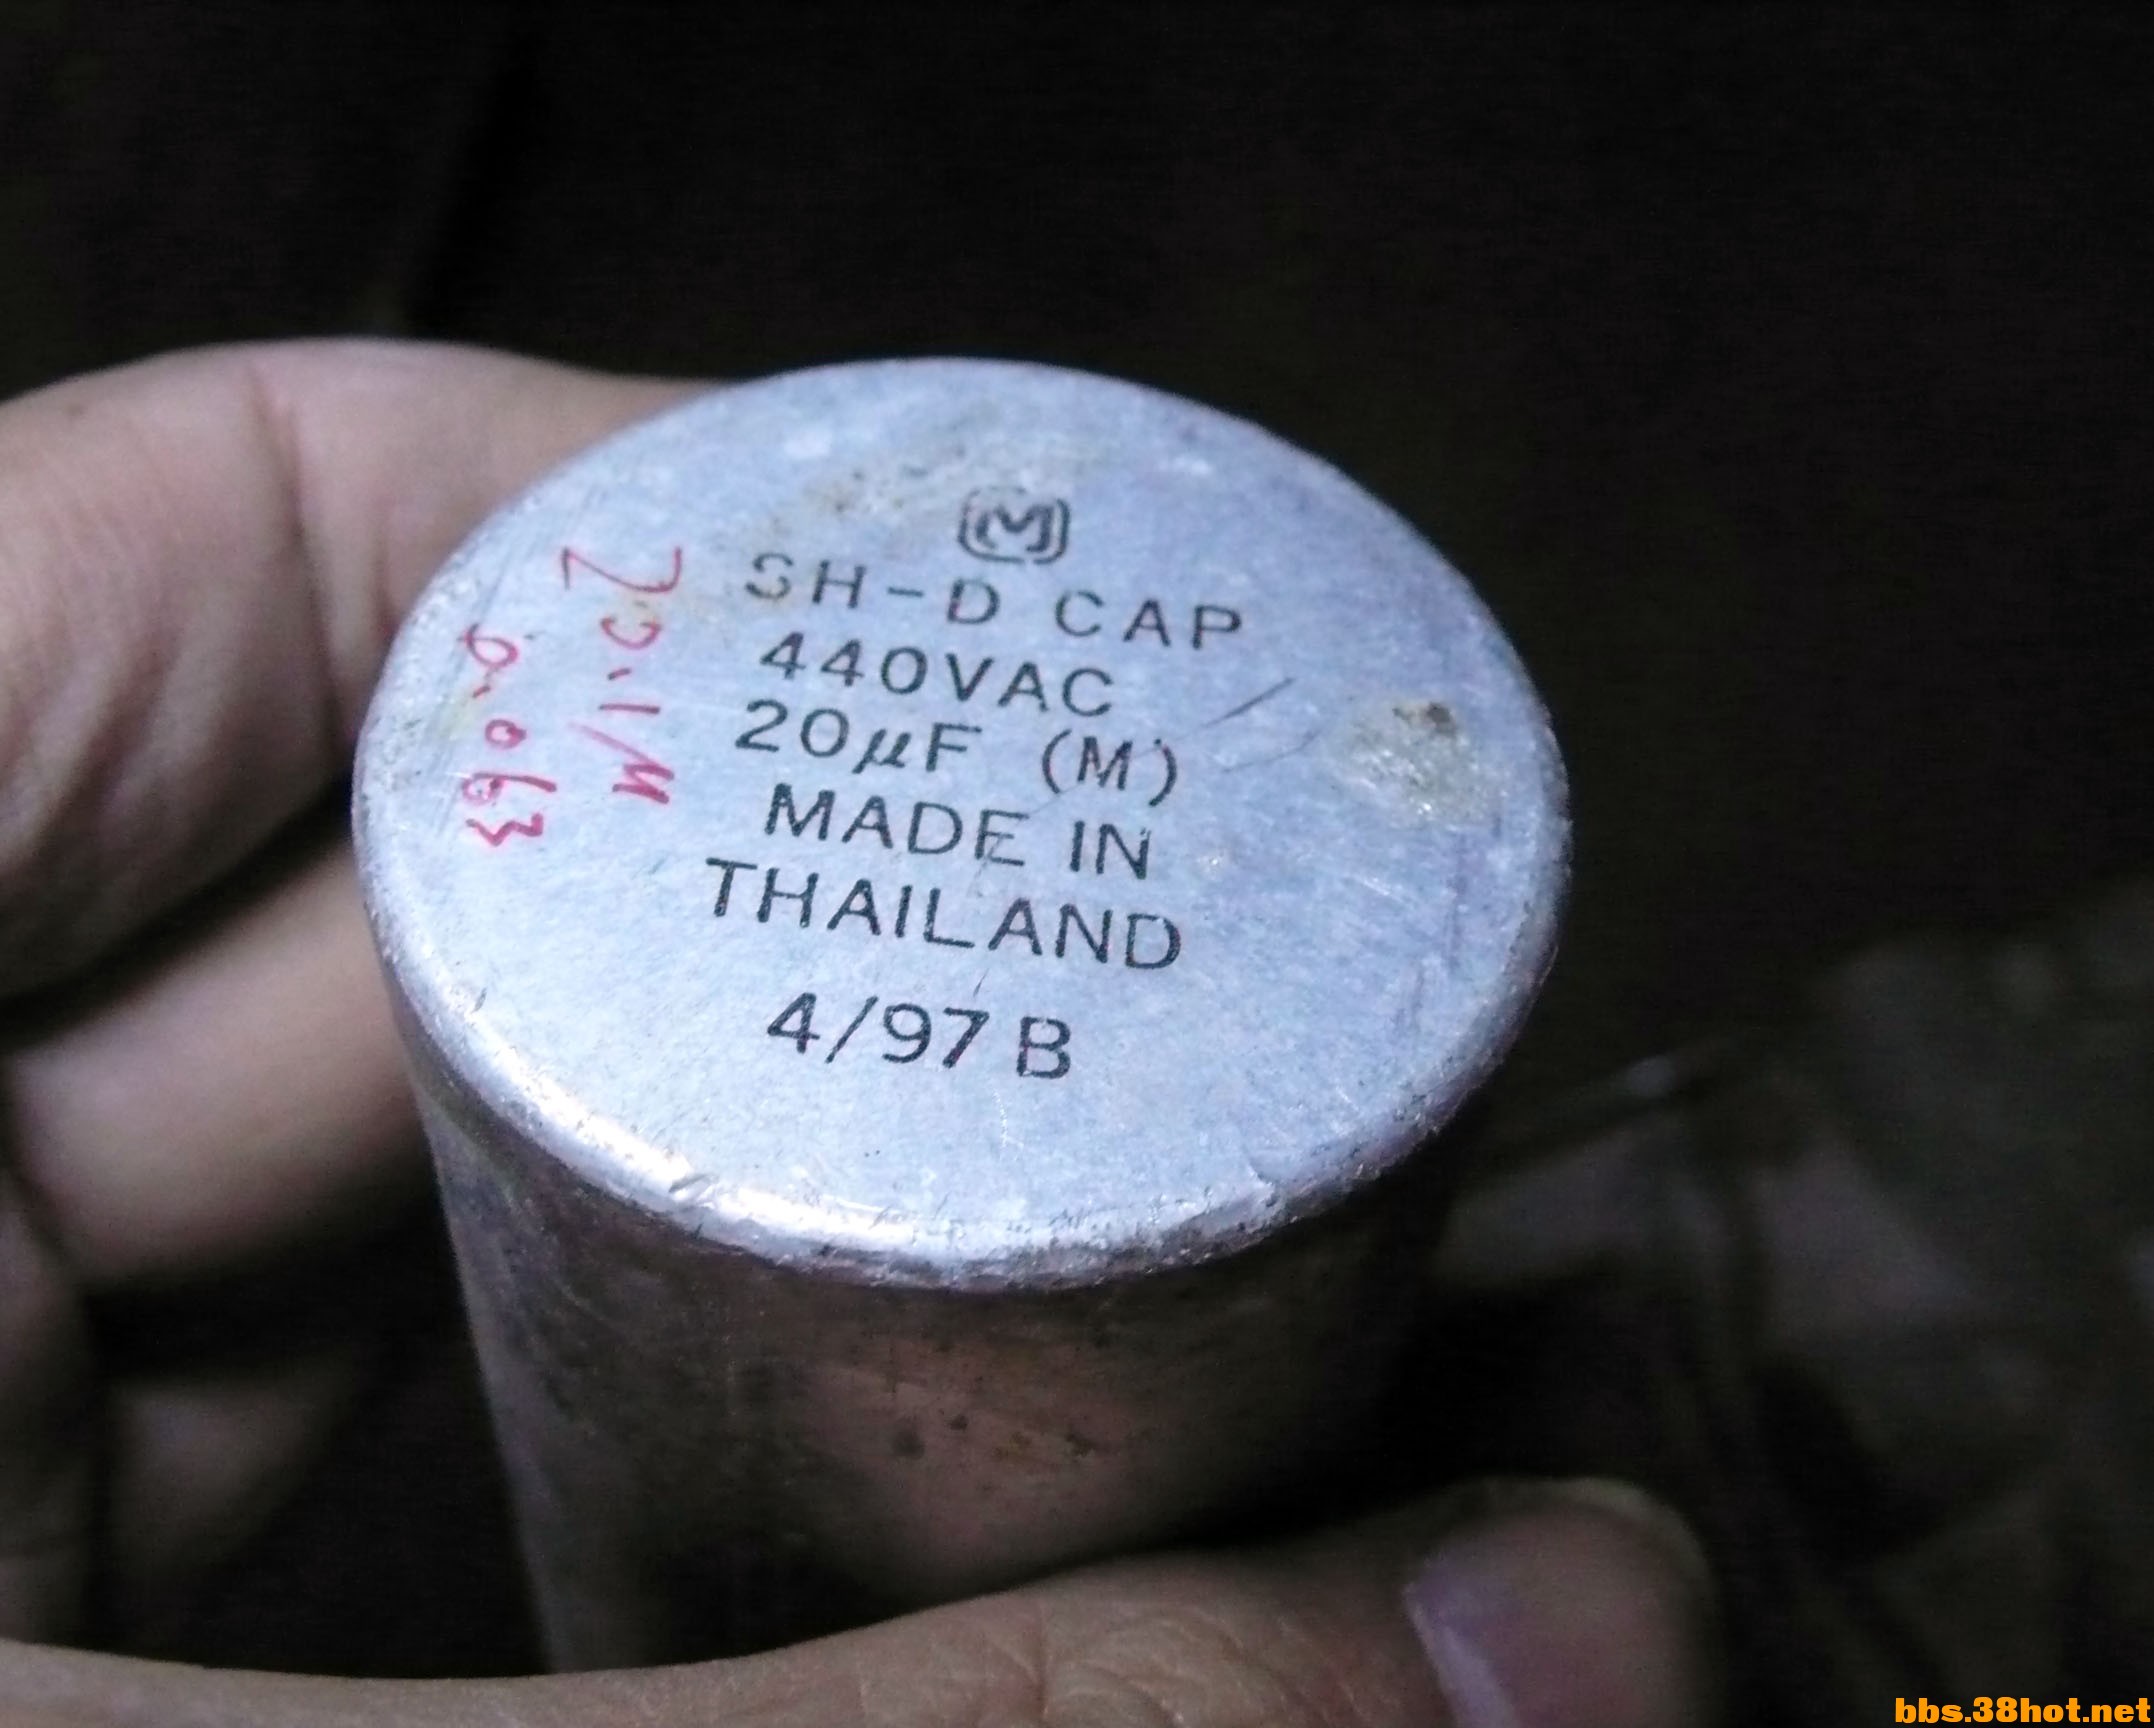 M
SH-D CAP
440VAC
20μF (M)
MADE IN
THAILAND
4/97 B
bbs.38hot.net